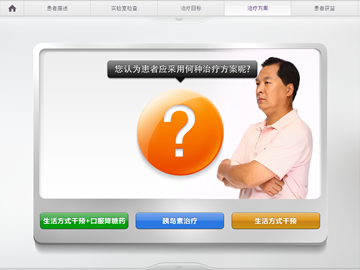 患者描述
实验室检查
治疗目标
治疗方案
患者获益
您认为患者应采用何种治疗方案呢?
?
生活方式干预+口服降糖药
胰岛素治疗
生活方式干预